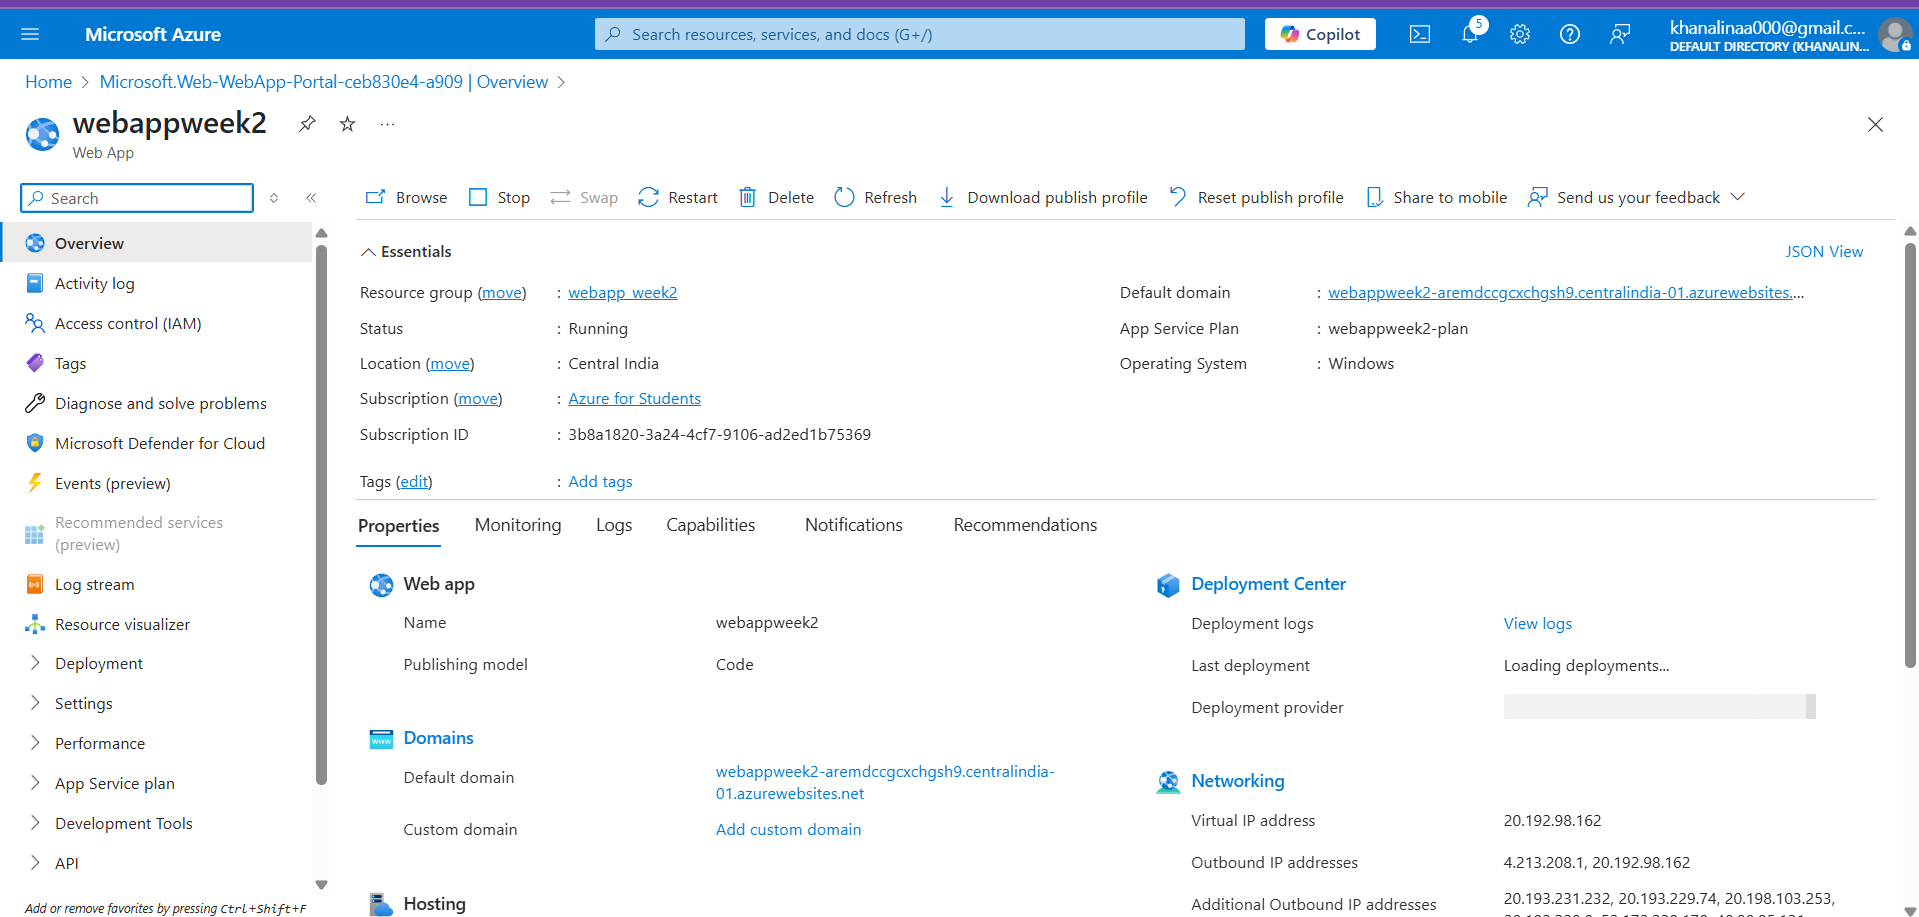 Microsoft Azure
Search resources, services, and docs (G+/)
Copilot
5
khanalinaa000@gmail.c...
DEFAULT DIRECTORY (KHANALIN...
Home > Microsoft.Web-WebApp-Portal-ceb830e4-a909 | Overview >
webappweek2
Web App
Search
Browse Stop Swap Restart Delete Refresh Download publish profile Reset publish profile Share to mobile Send us your feedback
Overview
Activity log
Access control (IAM)
Tags
Diagnose and solve problems
Microsoft Defender for Cloud
Events (preview)
Recommended services
(preview)
Log stream
Resource visualizer
Deployment
Settings
Performance
App Service plan
Development Tools
API
Add or remove favorites by pressing Ctrl+Shift+F
Essentials
JSON View
Resource group (move) : webapp_week2
Status : Running
Location (move) : Central India
Subscription (move) : Azure for Students
Subscription ID : 3b8a1820-3a24-4cf7-9106-ad2ed1b75369
Tags (edit) : Add tags
Default domain : webappweek2-aremdccgcxchgsh9.centralindia-01.azurewebsites....
App Service Plan : webappweek2-plan
Operating System : Windows
Properties Monitoring Logs Capabilities Notifications Recommendations
Web app
Name webappweek2
Publishing model Code
Domains
Default domain webappweek2-aremdccgcxchgsh9.centralindia-
01.azurewebsites.net
Custom domain Add custom domain
Hosting
Deployment Center
Deployment logs View logs
Last deployment Loading deployments...
Deployment provider
Networking
Virtual IP address 20.192.98.162
Outbound IP addresses 4.213.208.1, 20.192.98.162
Additional Outbound IP addresses 20.193.231.232, 20.193.229.74, 20.198.103.253,